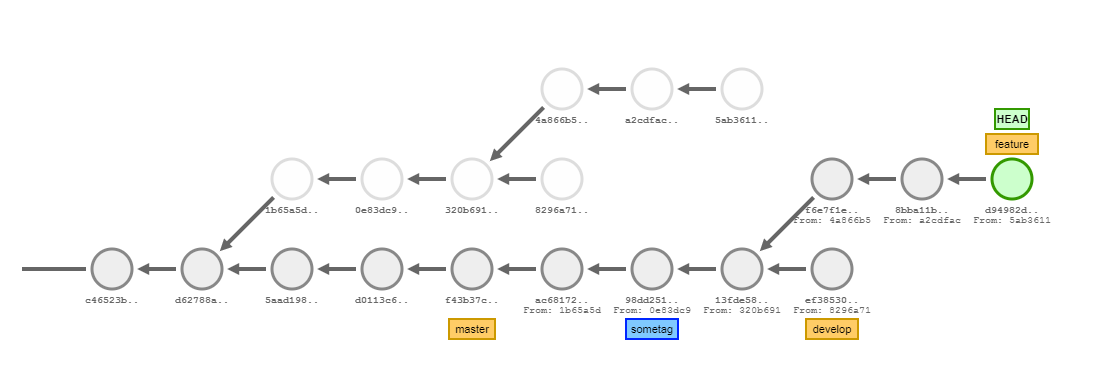 4a866b5.. a2cdfac.. 5ab3611..
HEAD
feature
1b65a5d.. 0e83dc9.. 320b691.. 8296a71.. f6e7f1e.. 8bba11b.. d94982d..
From: 4a866b5 From: a2cdfac From: 5ab3611
c46523b.. d62788a.. 5aad198.. d0113c6.. f43b37c.. ac68172.. 98dd251.. 13fde58.. ef38530..
From: 1b65a5d From: 0e83dc9 From: 320b691 From: 8296a71
master sometag develop